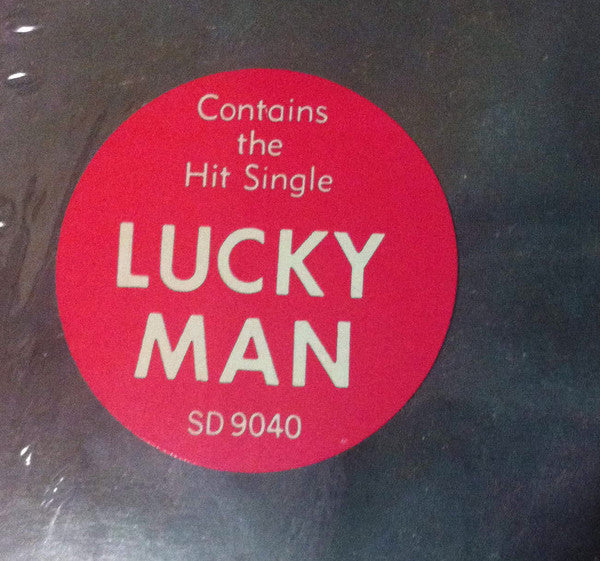 Contains
the
Hit Single
LUCKY
MAN
SD 9040